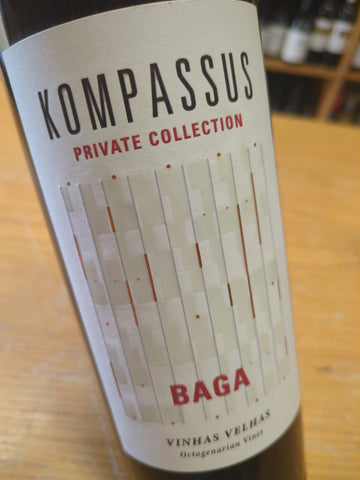 KOMPASSUS
PRIVATE COLLECTION
BAGA
VINHAS VELHAS
Octogenarian Vines